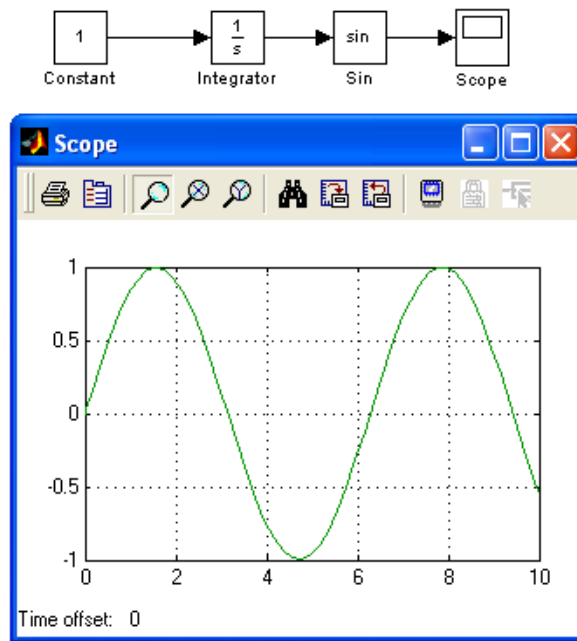 1
1
s
sin
Constant
Integrator
Sin
Scope
Scope
1
0.5
0
-0.5
-1
0 2 4 6 8 10
Time offset: 0